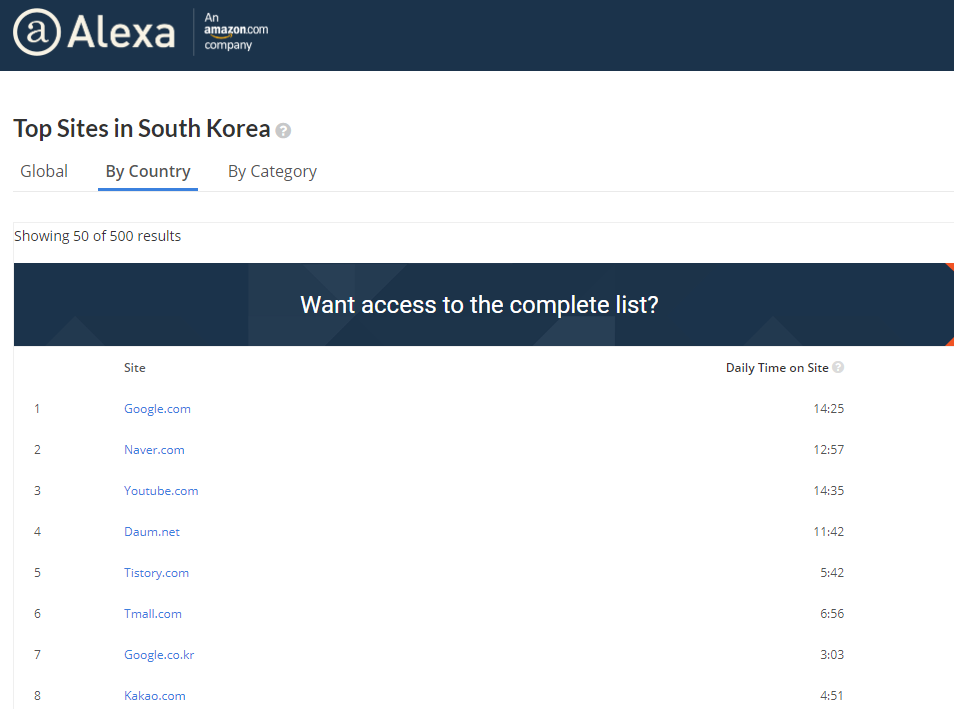 Alexa
An
amazon.com
company
Top Sites in South Korea ?
Global By Country By Category
Showing 50 of 500 results
Want access to the complete list?
Site Daily Time on Site ?
1 Google.com 14:25
2 Naver.com 12:57
3 Youtube.com 14:35
4 Daum.net 11:42
5 Tistory.com 5:42
6 Tmall.com 6:56
7 Google.co.kr 3:03
8 Kakao.com 4:51